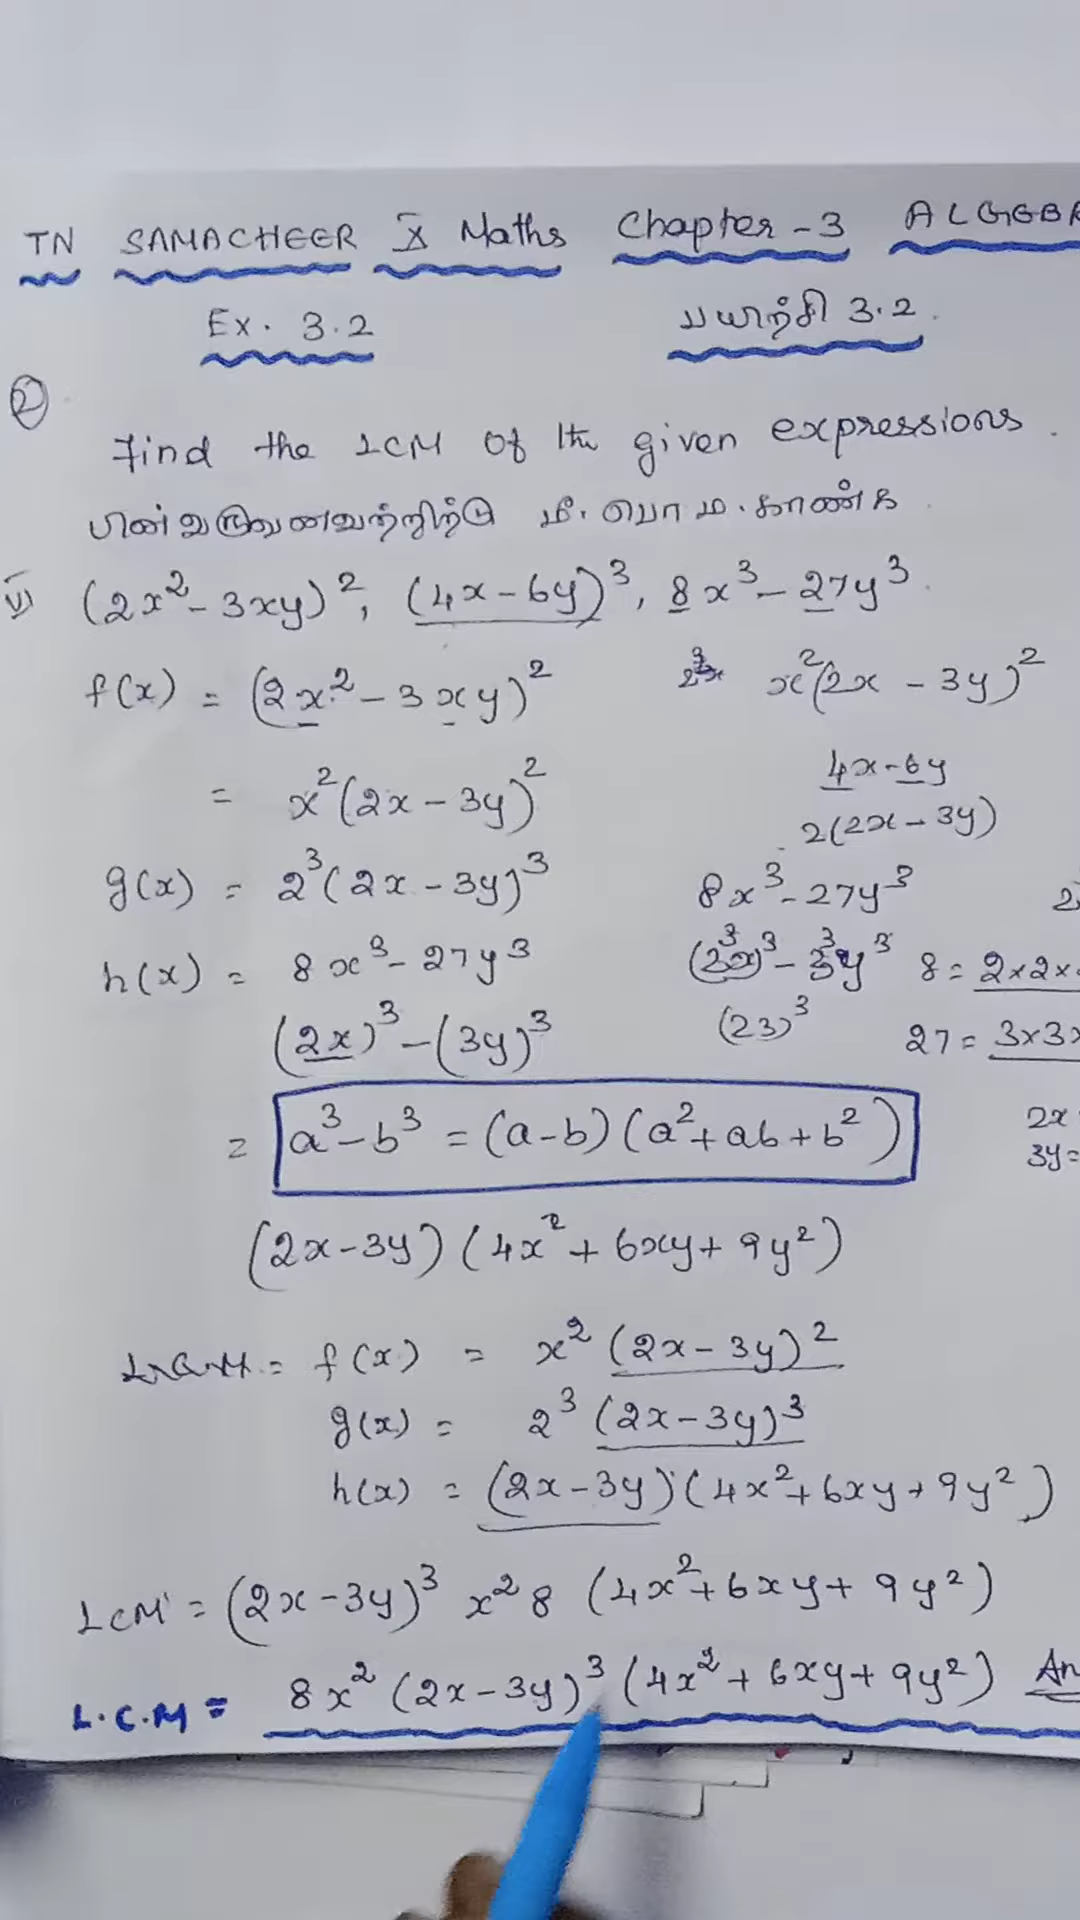 TN SAMACHEER X Maths Chapter - 3 ALGEBR
Ex. 3.2 பயிற்சி 3.2.
②
Find the LCM of the given expressions.
பின்வருவனவற்றிற்கு மீ.பொ.ம. காண்க.
vi) (2x² - 3xy)², (4x - 6y)³, 8x³ - 27y³.
f(x) = (2x² - 3xy)² x²(2x - 3y)²
= x²(2x - 3y)² 4x - 6y
2(2x - 3y)
g(x) = 2³(2x - 3y)³ 8x³ - 27y³
h(x) = 8x³ - 27y³ 8 = 2×2×
(2x)³ - (3y)³ (23)³ 27 = 3×3×
= a³ - b³ = (a - b)(a² + ab + b²) 2x
3y=
(2x - 3y)(4x² + 6xy + 9y²)
f(x) = x²(2x - 3y)²
g(x) = 2³(2x - 3y)³
h(x) = (2x - 3y)(4x² + 6xy + 9y²)
LCM = (2x - 3y)³ x² 8 (4x² + 6xy + 9y²)
L.C.M = 8x²(2x - 3y)³(4x² + 6xy + 9y²) An